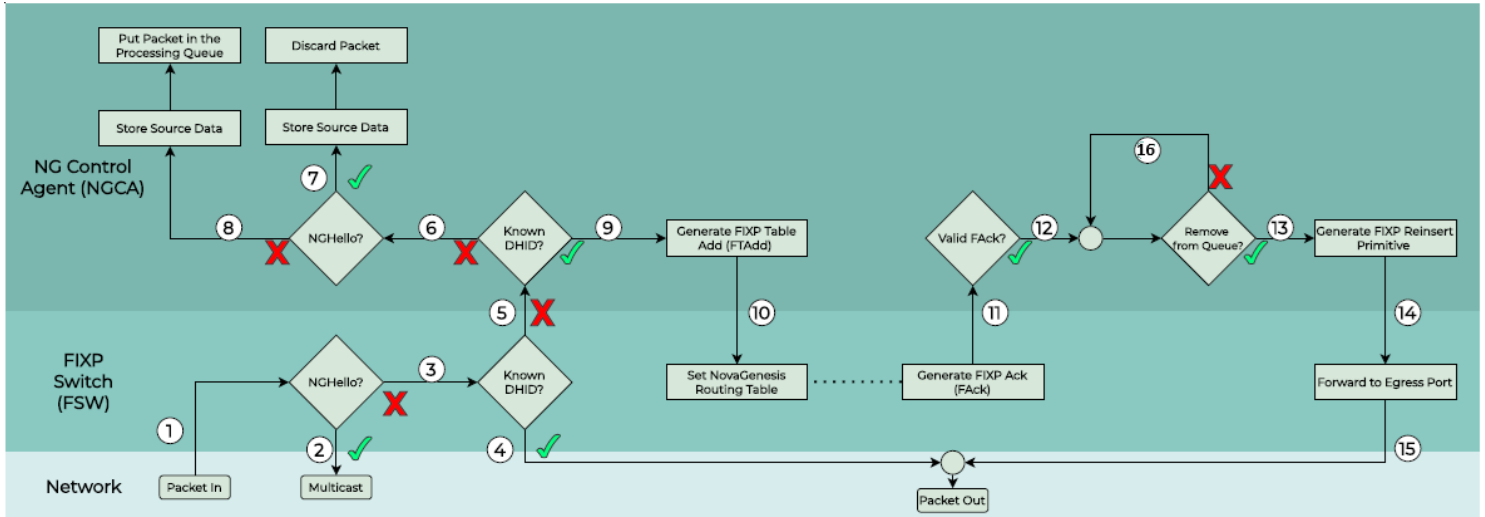 Put Packet in the
Processing Queue
Discard Packet
Store Source Data
Store Source Data
16
NG Control
Agent (NGCA)
7
8
NGHello?
6
Known
DHID?
9
Generate FIXP Table
Add (FTAdd)
Valid FAck?
12
Remove
from Queue?
13
Generate FIXP Reinsert
Primitive
5
10
11
14
FIXP
Switch
(FSW)
NGHello?
3
Known
DHID?
Set NovaGenesis
Routing Table
Generate FIXP Ack
(FAck)
Forward to Egress Port
1
2
4
15
Network
Packet In
Multicast
Packet Out